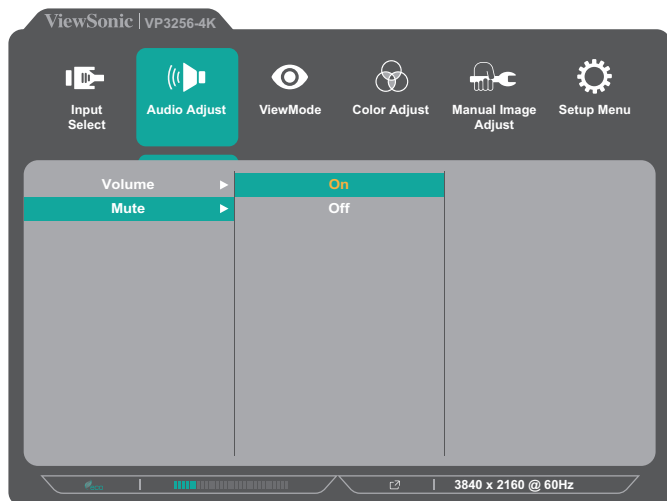 ViewSonic | VP3256-4K
Input
Select
Audio Adjust
ViewMode
Color Adjust
Manual Image
Adjust
Setup Menu
Volume
On
Mute
Off
3840 x 2160 @ 60Hz